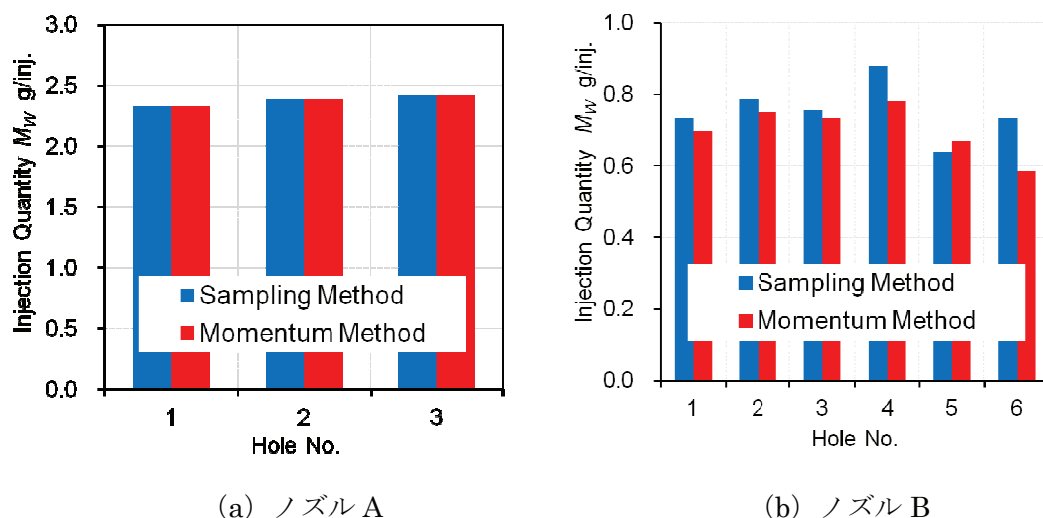 Injection Quantity Mw g/inj.
3.0
2.5
2.0
1.5
1.0
0.5
0.0
Sampling Method
Momentum Method
1 2 3
Hole No.
(a) ノズル A
Injection Quantity Mw g/inj.
1.0
0.8
0.6
0.4
0.2
0.0
Sampling Method
Momentum Method
1 2 3 4 5 6
Hole No.
(b) ノズル B